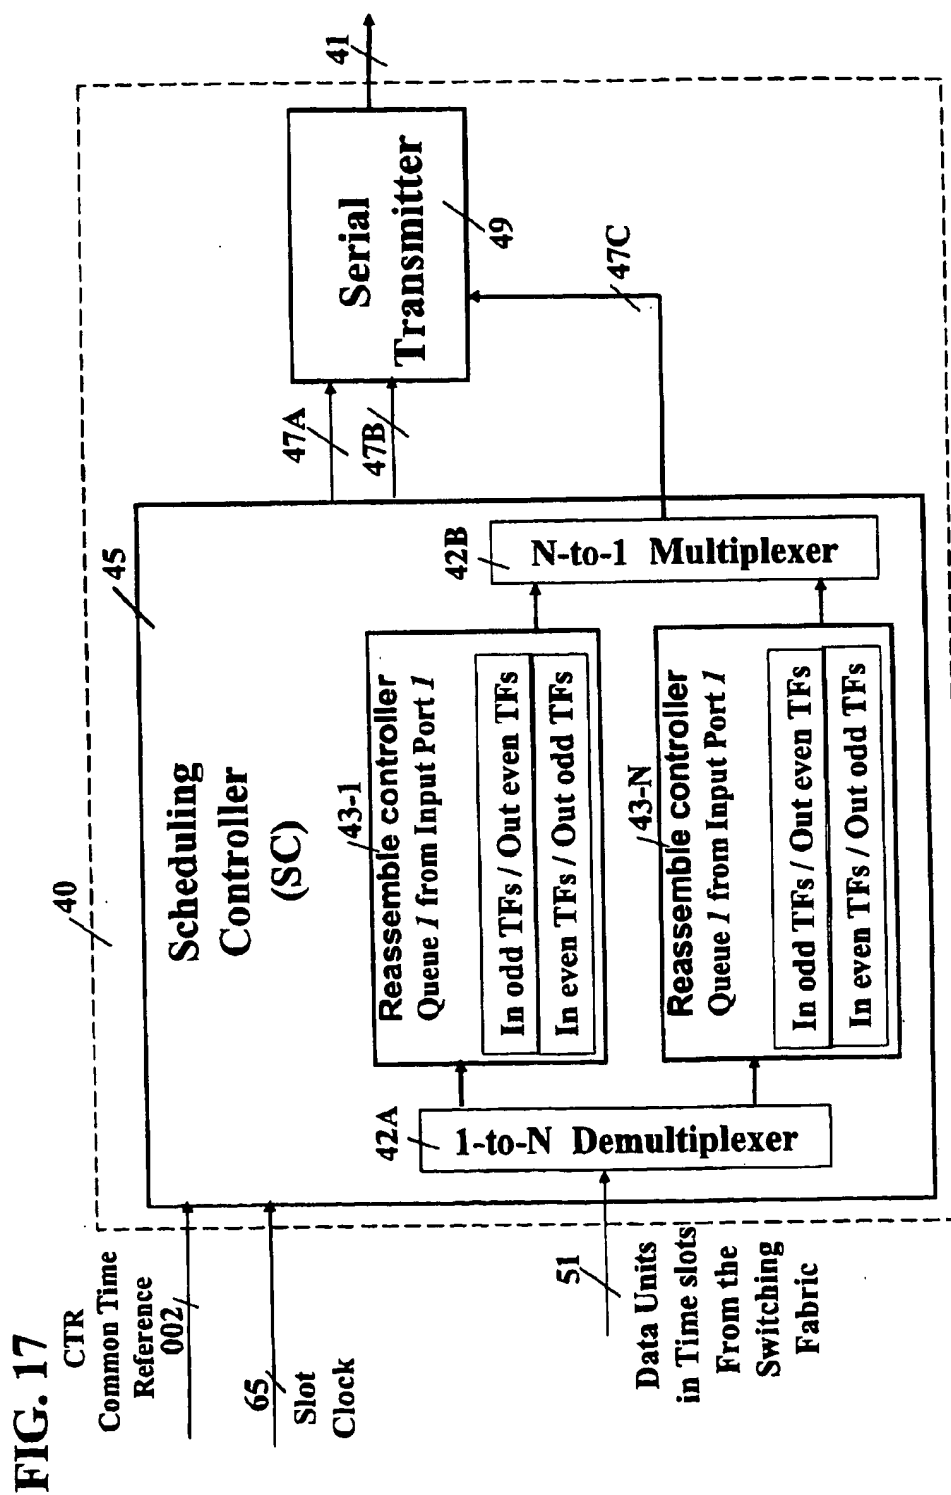 FIG. 17
CTR
Common Time
Reference
002
65
Slot
Clock
51
Data Units
in Time slots
From the
Switching
Fabric
40
45
Scheduling
Controller
(SC)
42A
1-to-N Demultiplexer
43-1
Reassemble controller
Queue 1 from Input Port 1
In odd TFs / Out even TFs
In even TFs / Out odd TFs
43-N
Reassemble controller
Queue 1 from Input Port 1
In odd TFs / Out even TFs
In even TFs / Out odd TFs
42B
N-to-1 Multiplexer
47A
47B
47C
Serial
Transmitter
49
41